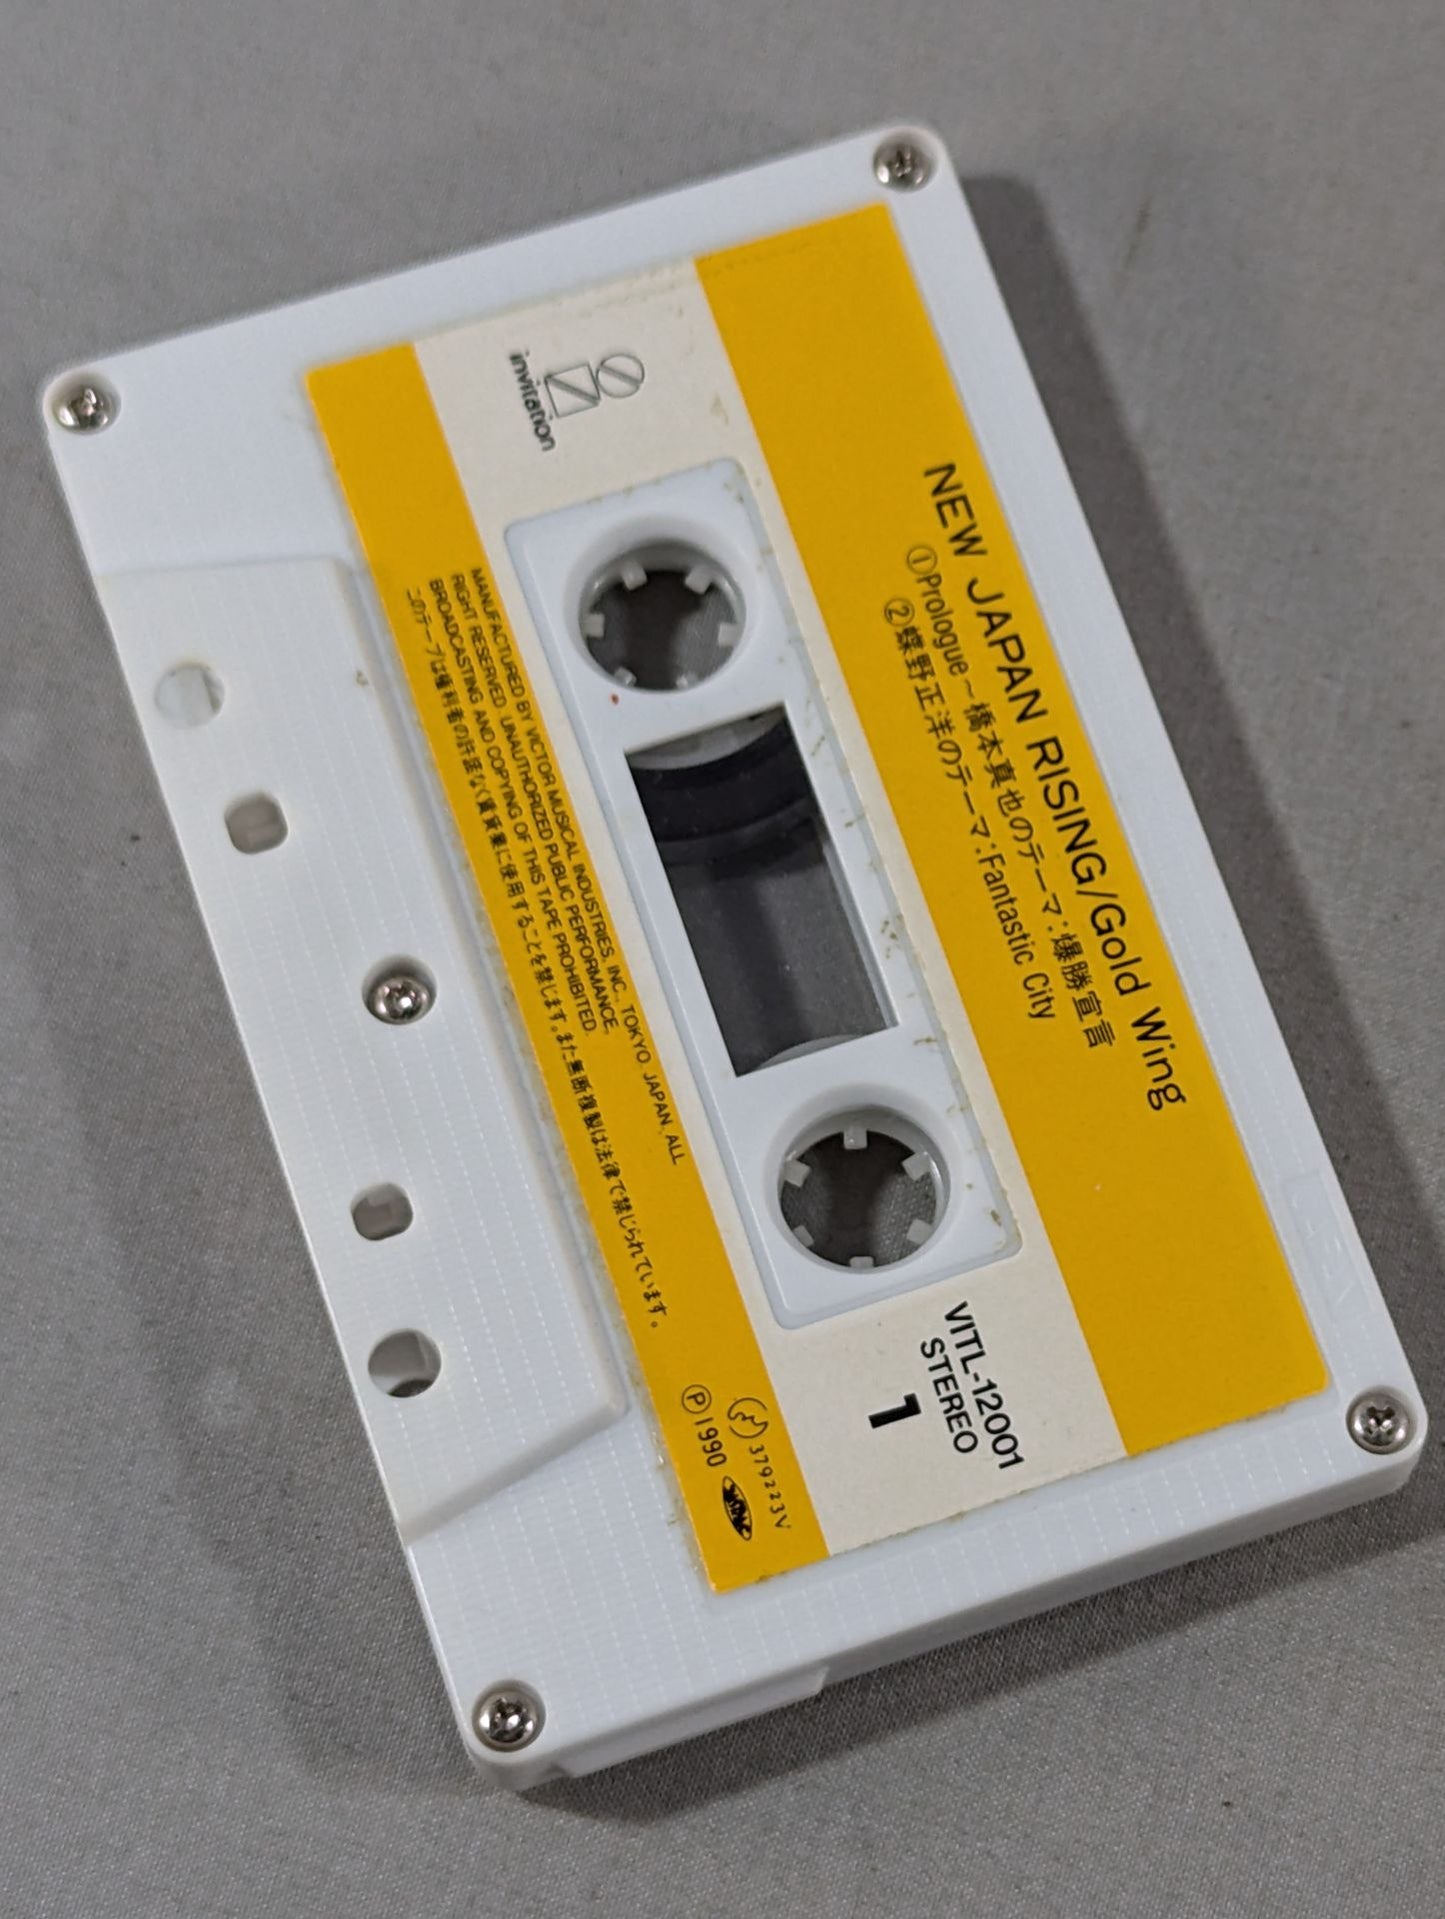 NEW JAPAN RISING/Gold Wing
①Prologue~橋本真也のテーマ:爆勝宣言
②蝶野正洋のテーマ:Fantastic City
invitation
VITL-12001
STEREO
1
MANUFACTURED BY VICTOR MUSICAL INDUSTRIES, INC., TOKYO, JAPAN. ALL
RIGHT RESERVED. UNAUTHORIZED PUBLIC PERFORMANCE,
BROADCASTING AND COPYING OF THIS TAPE PROHIBITED.
このテープは権利者の許諾なく賃貸業に使用することを禁じます。また無断複製は法律で禁じられています。
379223V
Ⓟ1990